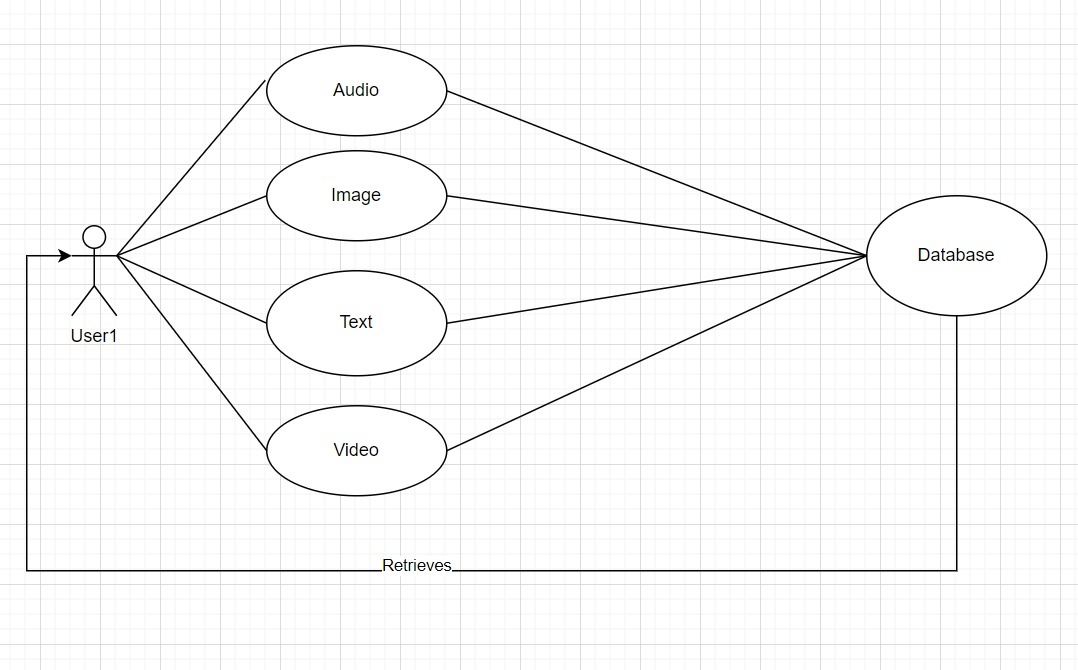 Audio
Image
Database
User1
Text
Video
Retrieves